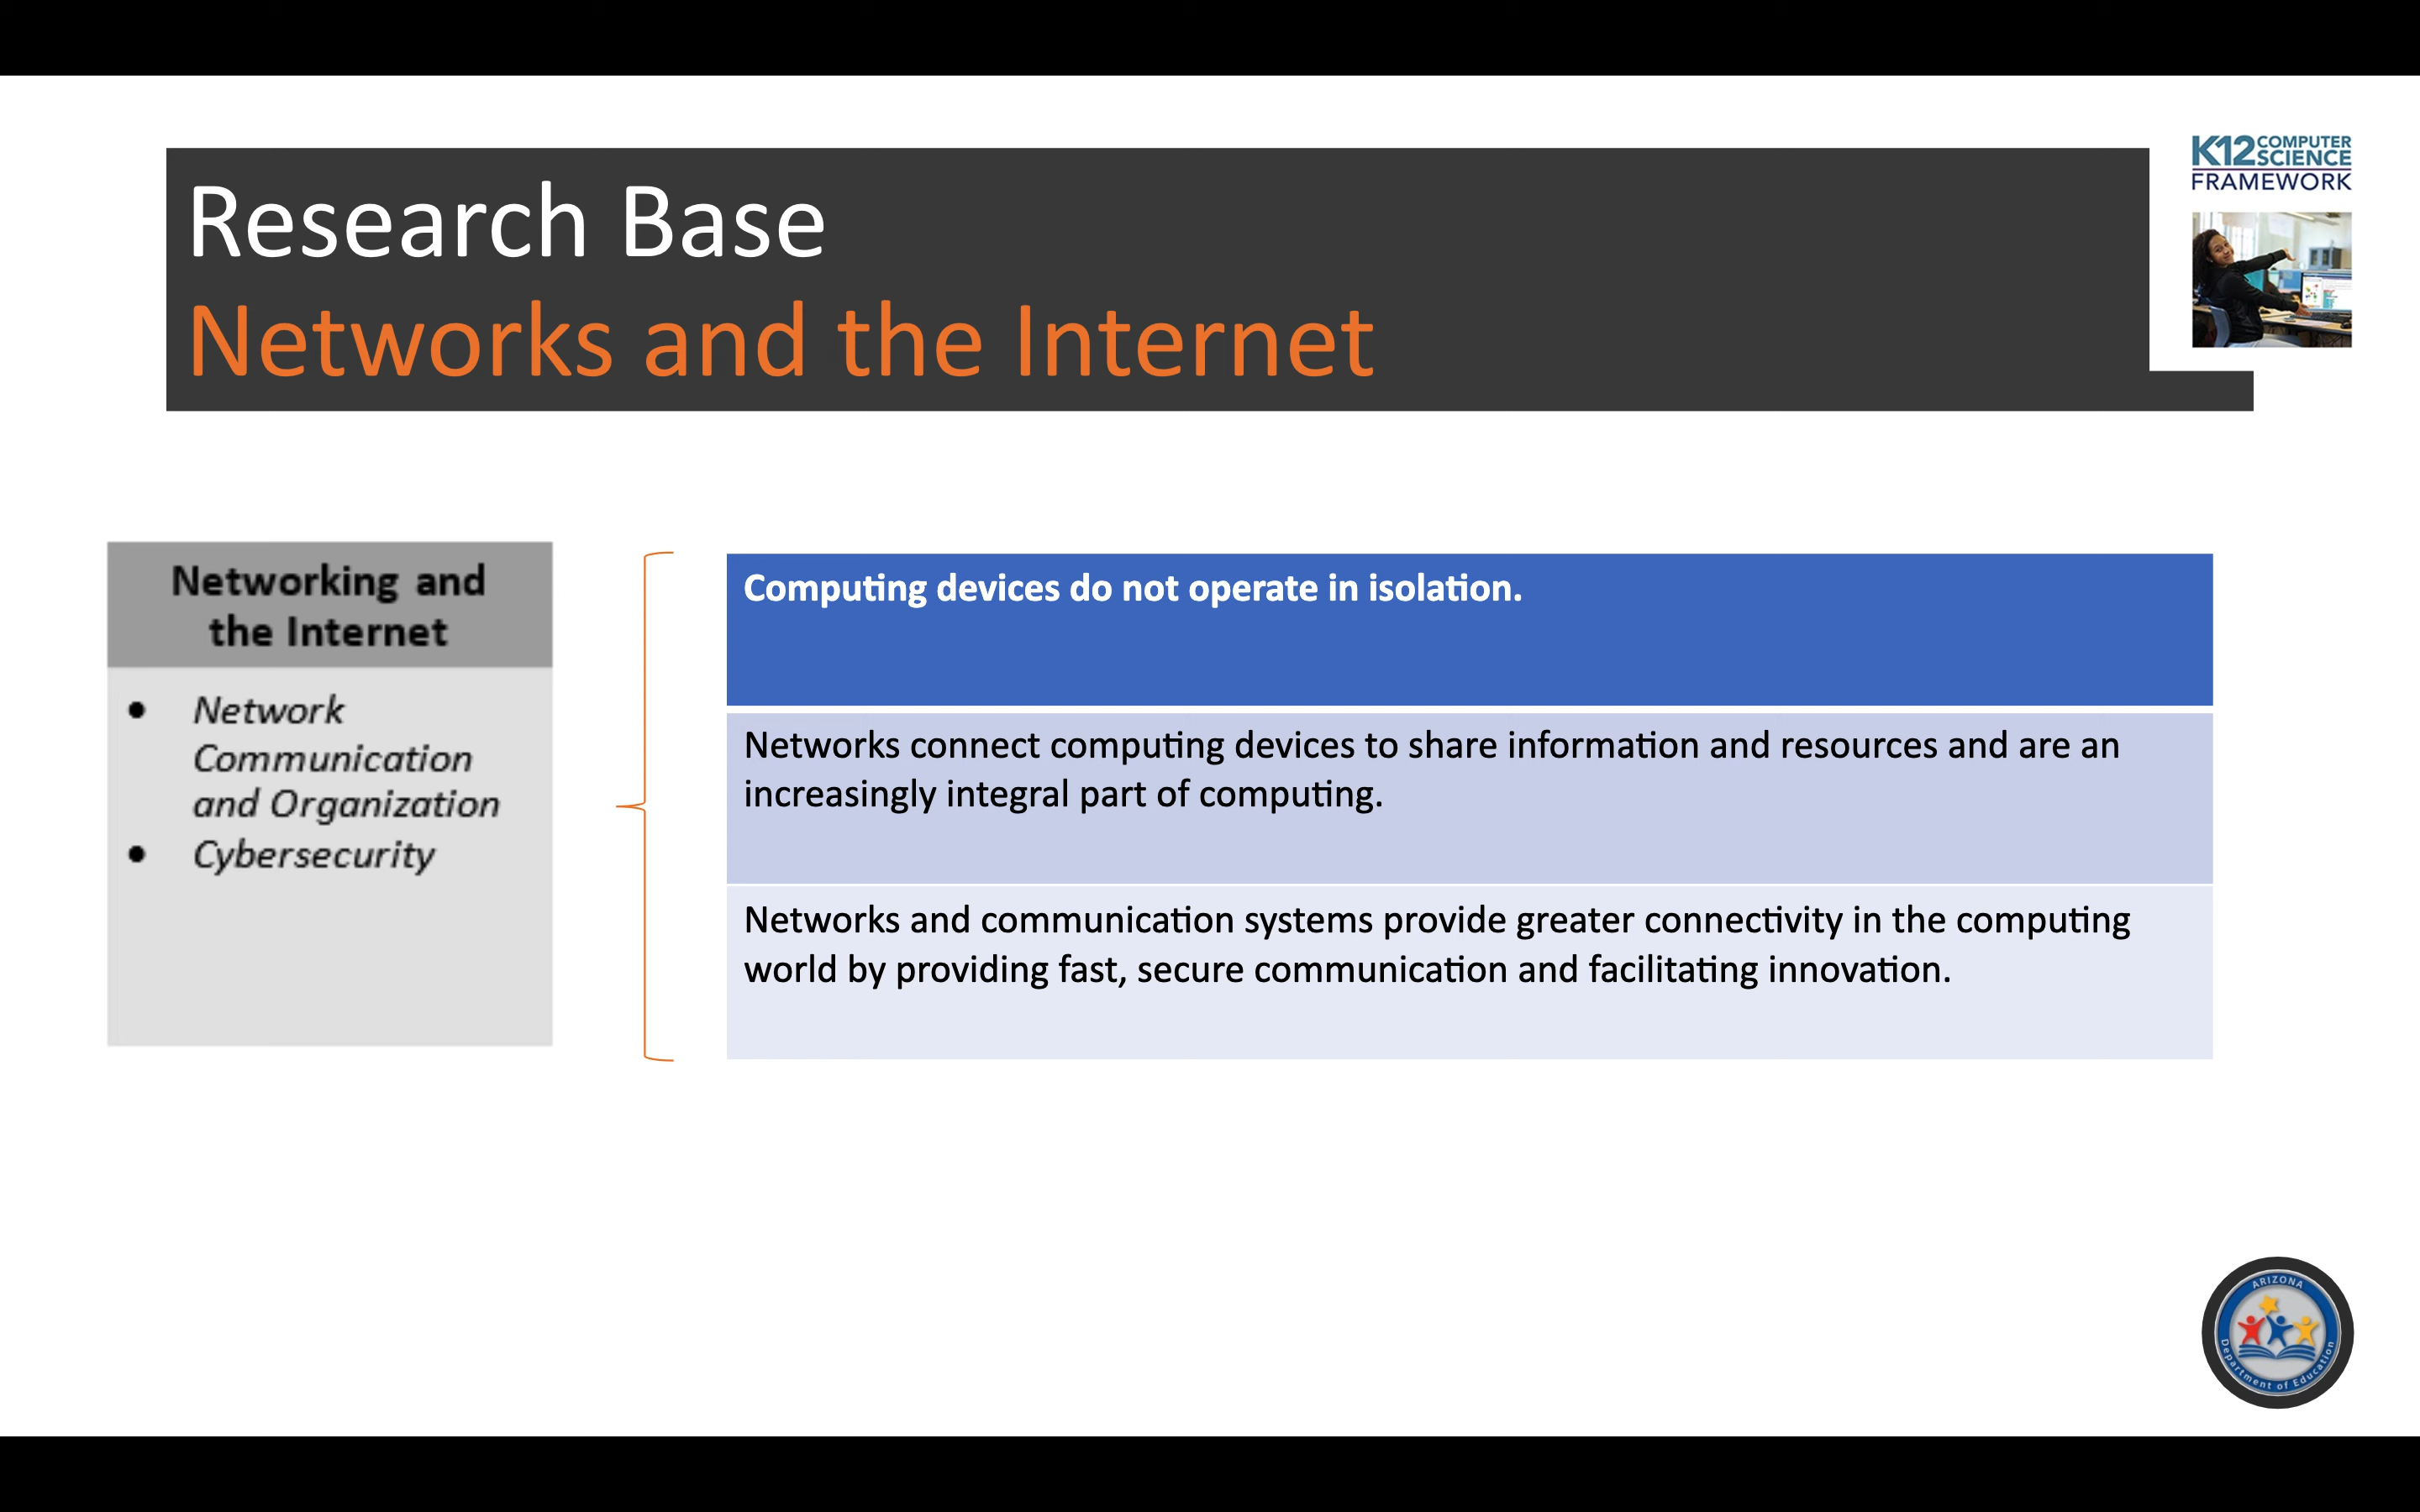 Research Base
Networks and the Internet
K12 COMPUTER
SCIENCE
FRAMEWORK
Networking and
the Internet
• Network
Communication
and Organization
• Cybersecurity
Computing devices do not operate in isolation.
Networks connect computing devices to share information and resources and are an
increasingly integral part of computing.
Networks and communication systems provide greater connectivity in the computing
world by providing fast, secure communication and facilitating innovation.
ARIZONA
Department of Education